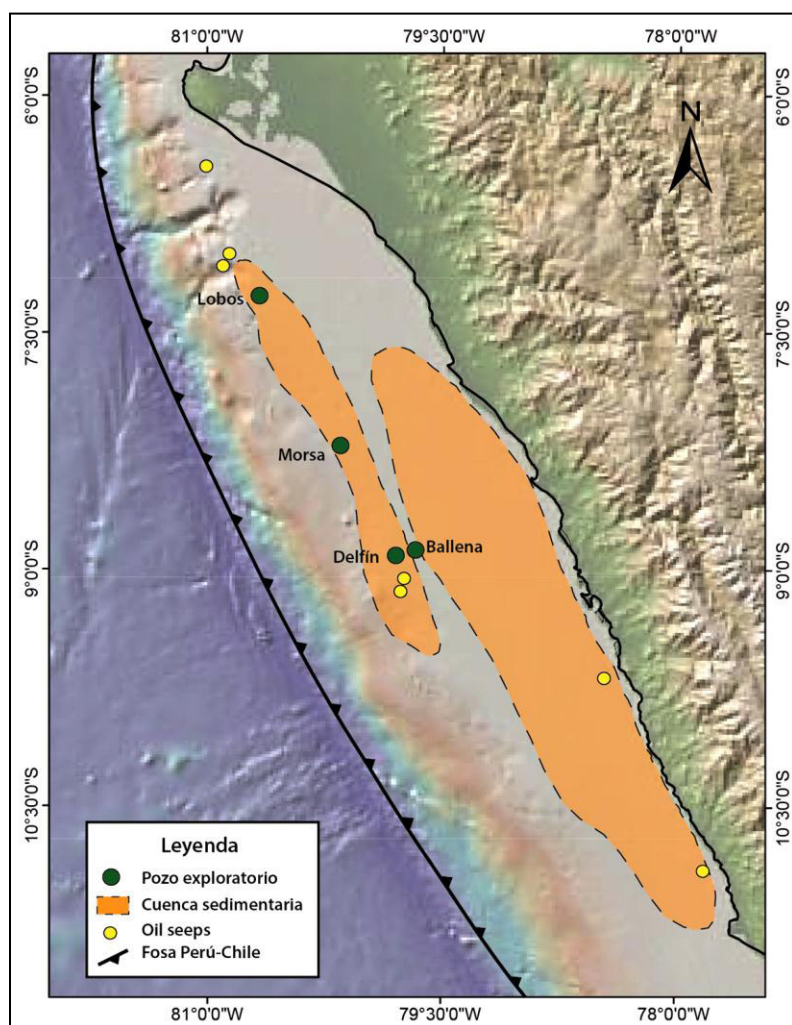 81°0'0"W 79°30'0"W 78°0'0"W
6°0'0"S 6°0'0"S
N
Lobos
7°30'0"S 7°30'0"S
Morsa
Delfín Ballena
9°0'0"S 9°0'0"S
10°30'0"S 10°30'0"S
Leyenda
Pozo exploratorio
Cuenca sedimentaria
Oil seeps
Fosa Perú-Chile
81°0'0"W 79°30'0"W 78°0'0"W